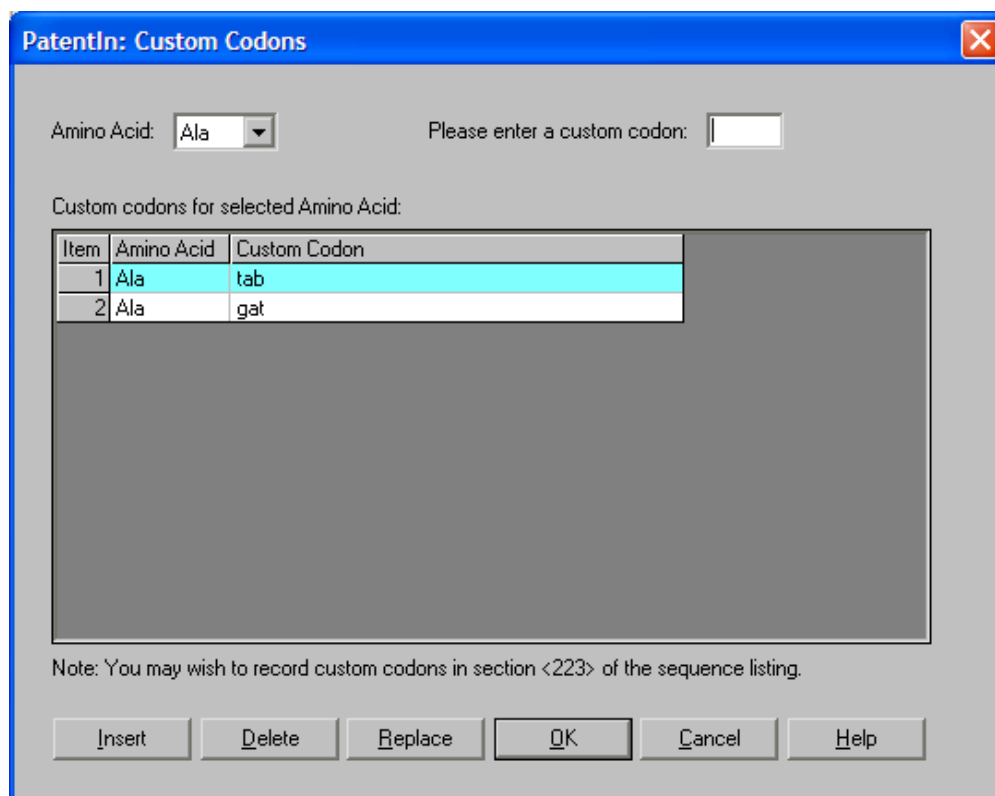 PatentIn: Custom Codons
Amino Acid: Ala Please enter a custom codon:
Custom codons for selected Amino Acid:
Item Amino Acid Custom Codon
1 Ala tab
2 Ala gat
Note: You may wish to record custom codons in section <223> of the sequence listing.
Insert Delete Replace OK Cancel Help